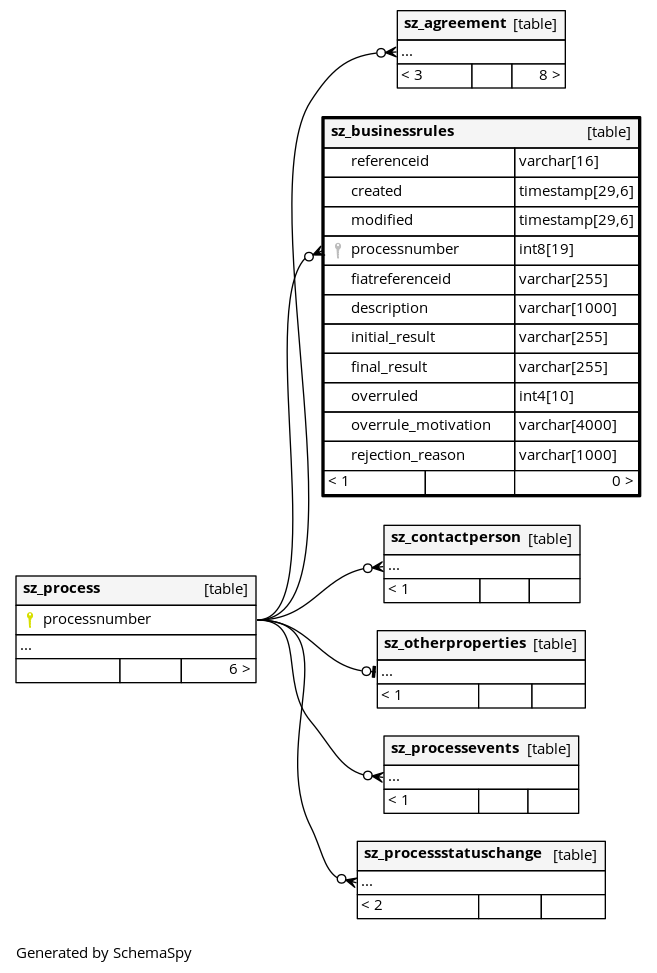 sz_agreement [table]
...
< 3 8 >
sz_businessrules [table]
referenceid varchar[16]
created timestamp[29,6]
modified timestamp[29,6]
processnumber int8[19]
fiatreferenceid varchar[255]
description varchar[1000]
initial_result varchar[255]
final_result varchar[255]
overruled int4[10]
overrule_motivation varchar[4000]
rejection_reason varchar[1000]
< 1 0 >
sz_contactperson [table]
...
< 1
sz_process [table]
processnumber
...
6 >
sz_otherproperties [table]
...
< 1
sz_processevents [table]
...
< 1
sz_processstatuschange [table]
...
< 2
Generated by SchemaSpy